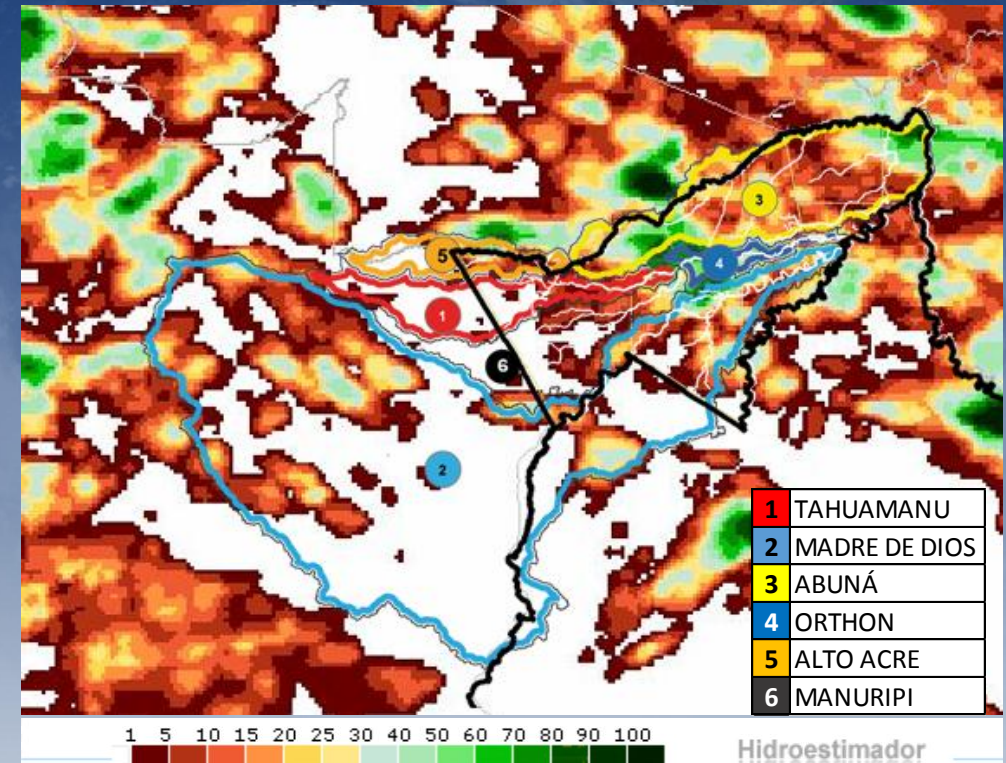 5
3
4
1
6
2
1 TAHUAMANU
2 MADRE DE DIOS
3 ABUNÁ
4 ORTHON
5 ALTO ACRE
6 MANURIPI
1 5 10 15 20 25 30 40 50 60 70 80 90 100
Hidroestimador